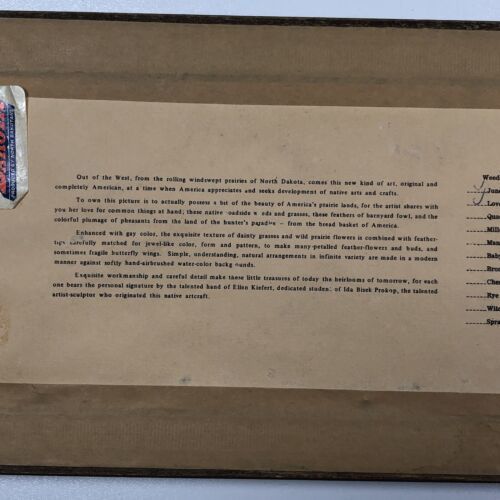 Out of the West, from the rolling windswept prairies of North Dakota, comes this new kind of art, original and
completely American, at a time when America appreciates and seeks development of native arts and crafts.
To own this picture is to actually possess a bit of the beauty of America's prairie lands, for the artist shares with
you her love for common things at hand; these native roadside weeds and grasses, these feathers of barnyard fowl, and the
colorful plumage of pheasants from the land of the hunter's paradise - from the bread basket of America.
Enhanced with gay color, the exquisite texture of dainty grasses and wild prairie flowers is combined with feather-
tips carefully matched for jewel-like color, form and pattern, to make many-petalled feather-flowers and buds, and
sometimes fragile butterfly wings. Simple, understanding, natural arrangements in infinite variety are made in a modern
manner against softly hand-airbrushed water-color backgrounds.
Exquisite workmanship and careful detail make these little treasures of today the heirlooms of tomorrow, for each
one bears the personal signature by the talented hand of Ellen Kiefert, dedicated student of Ida Bisek Prokop, the talented
artist-sculptor who originated this native artcraft.
Weed
June
Love
Qua
Milk
Mar
Baby
Bro
Ches
Rye
Wild
Spra